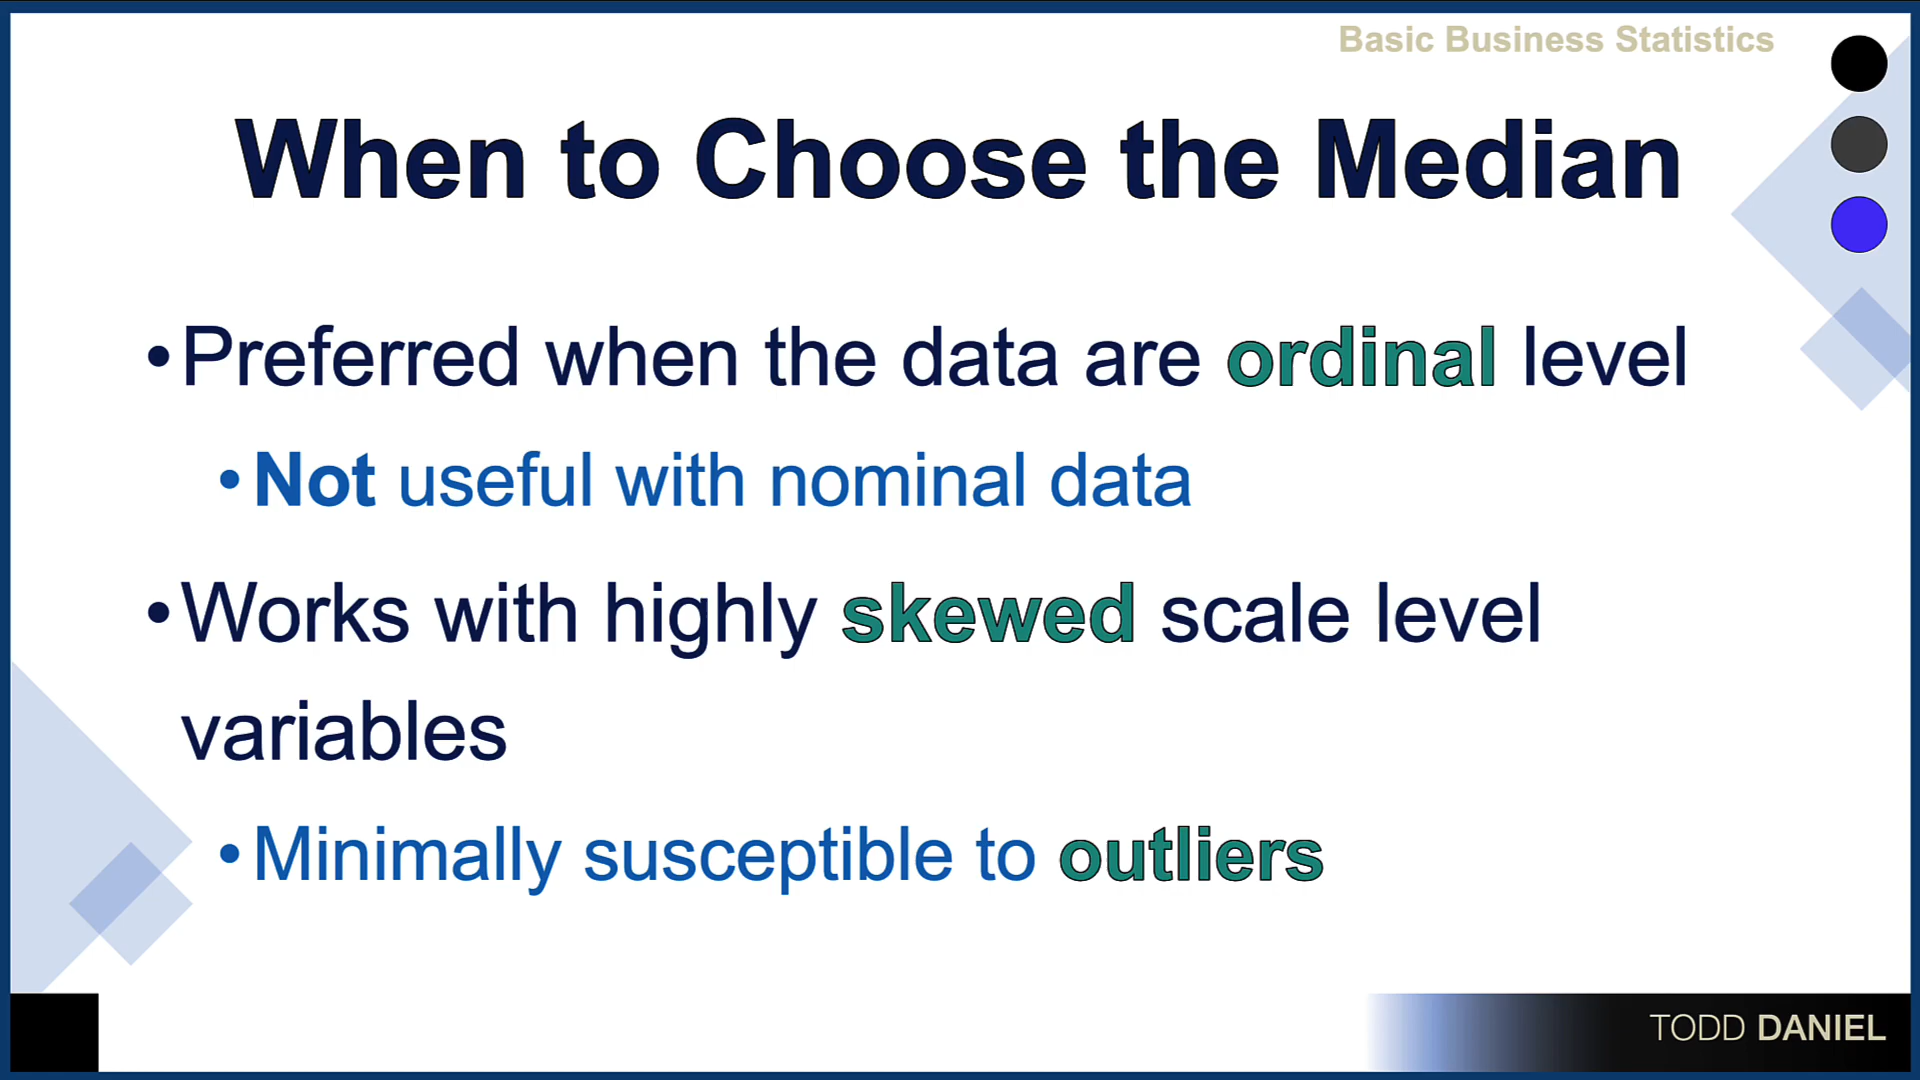 Basic Business Statistics
When to Choose the Median
•Preferred when the data are ordinal level
•Not useful with nominal data
•Works with highly skewed scale level
variables
•Minimally susceptible to outliers
TODD DANIEL